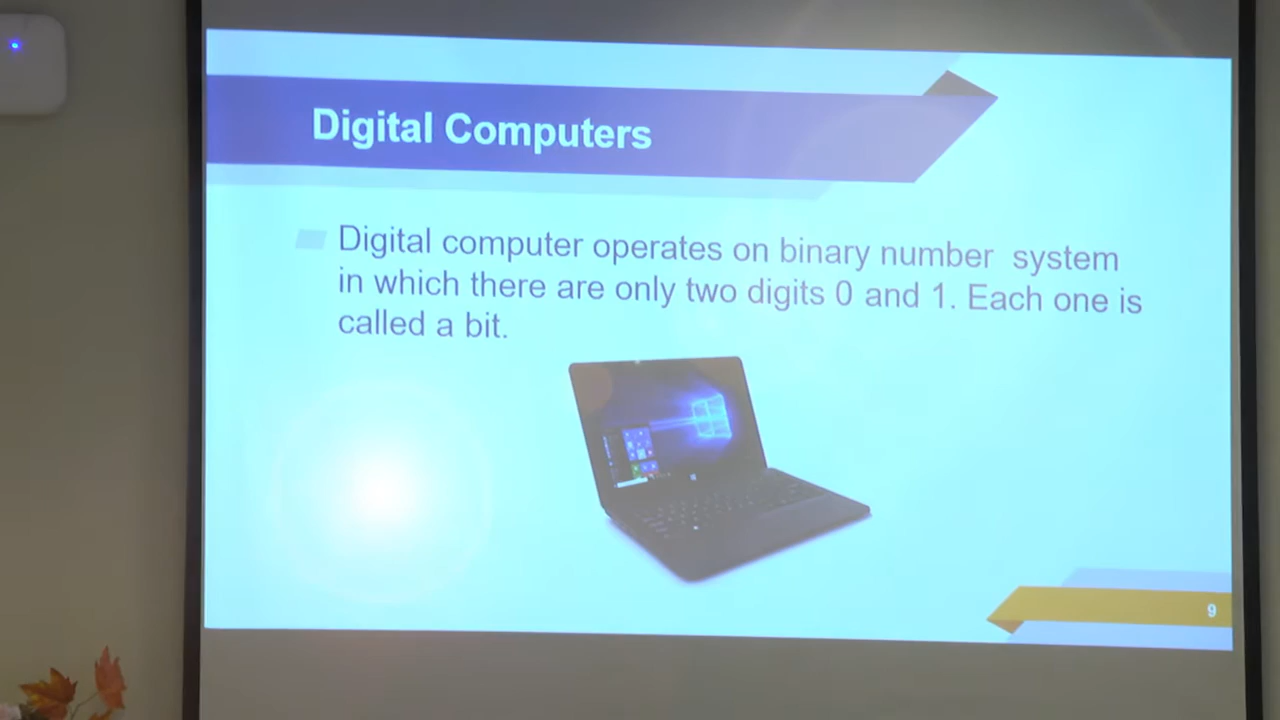 Digital Computers
Digital computer operates on binary number system
in which there are only two digits 0 and 1. Each one is
called a bit.
9